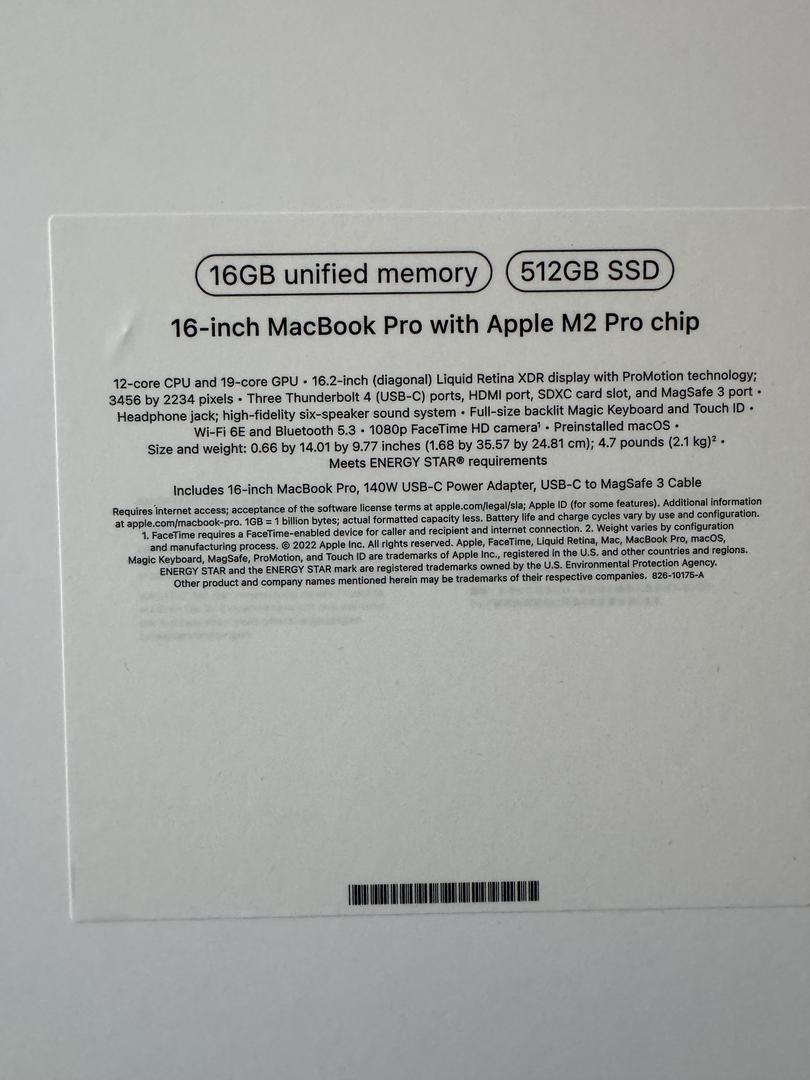 16GB unified memory 512GB SSD
16-inch MacBook Pro with Apple M2 Pro chip
12-core CPU and 19-core GPU • 16.2-inch (diagonal) Liquid Retina XDR display with ProMotion technology;
3456 by 2234 pixels • Three Thunderbolt 4 (USB-C) ports, HDMI port, SDXC card slot, and MagSafe 3 port •
Headphone jack; high-fidelity six-speaker sound system • Full-size backlit Magic Keyboard and Touch ID •
Wi-Fi 6E and Bluetooth 5.3 • 1080p FaceTime HD camera¹ • Preinstalled macOS •
Size and weight: 0.66 by 14.01 by 9.77 inches (1.68 by 35.57 by 24.81 cm); 4.7 pounds (2.1 kg)² •
Meets ENERGY STAR® requirements
Includes 16-inch MacBook Pro, 140W USB-C Power Adapter, USB-C to MagSafe 3 Cable
Requires internet access; acceptance of the software license terms at apple.com/legal/sla; Apple ID (for some features). Additional information
at apple.com/macbook-pro. 1GB = 1 billion bytes; actual formatted capacity less. Battery life and charge cycles vary by use and configuration.
1. FaceTime requires a FaceTime-enabled device for caller and recipient and internet connection. 2. Weight varies by configuration
and manufacturing process. © 2022 Apple Inc. All rights reserved. Apple, FaceTime, Liquid Retina, Mac, MacBook Pro, macOS,
Magic Keyboard, MagSafe, ProMotion, and Touch ID are trademarks of Apple Inc., registered in the U.S. and other countries and regions.
ENERGY STAR and the ENERGY STAR mark are registered trademarks owned by the U.S. Environmental Protection Agency.
Other product and company names mentioned herein may be trademarks of their respective companies. 826-10175-A